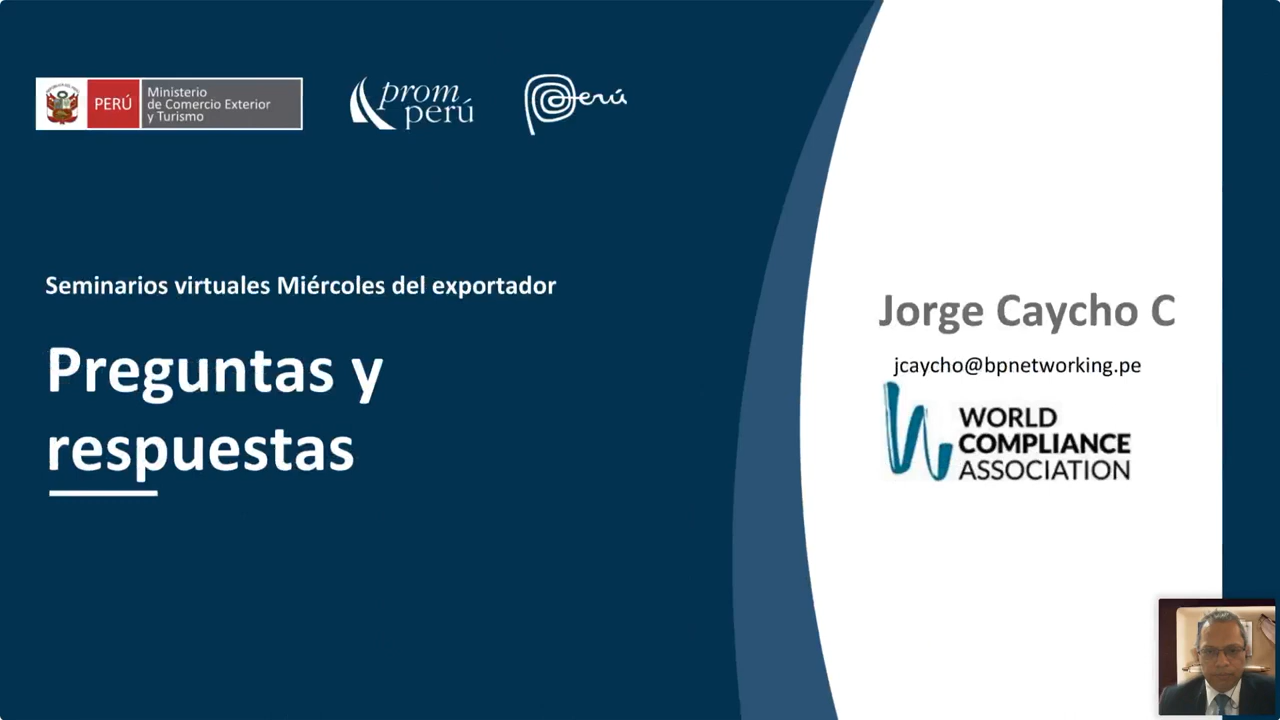 PERÚ
Ministerio
de Comercio Exterior
y Turismo
prom
perú
Perú
Seminarios virtuales Miércoles del exportador
Preguntas y
respuestas
Jorge Caycho C
jcaycho@bpnetworking.pe
WORLD
COMPLIANCE
ASSOCIATION